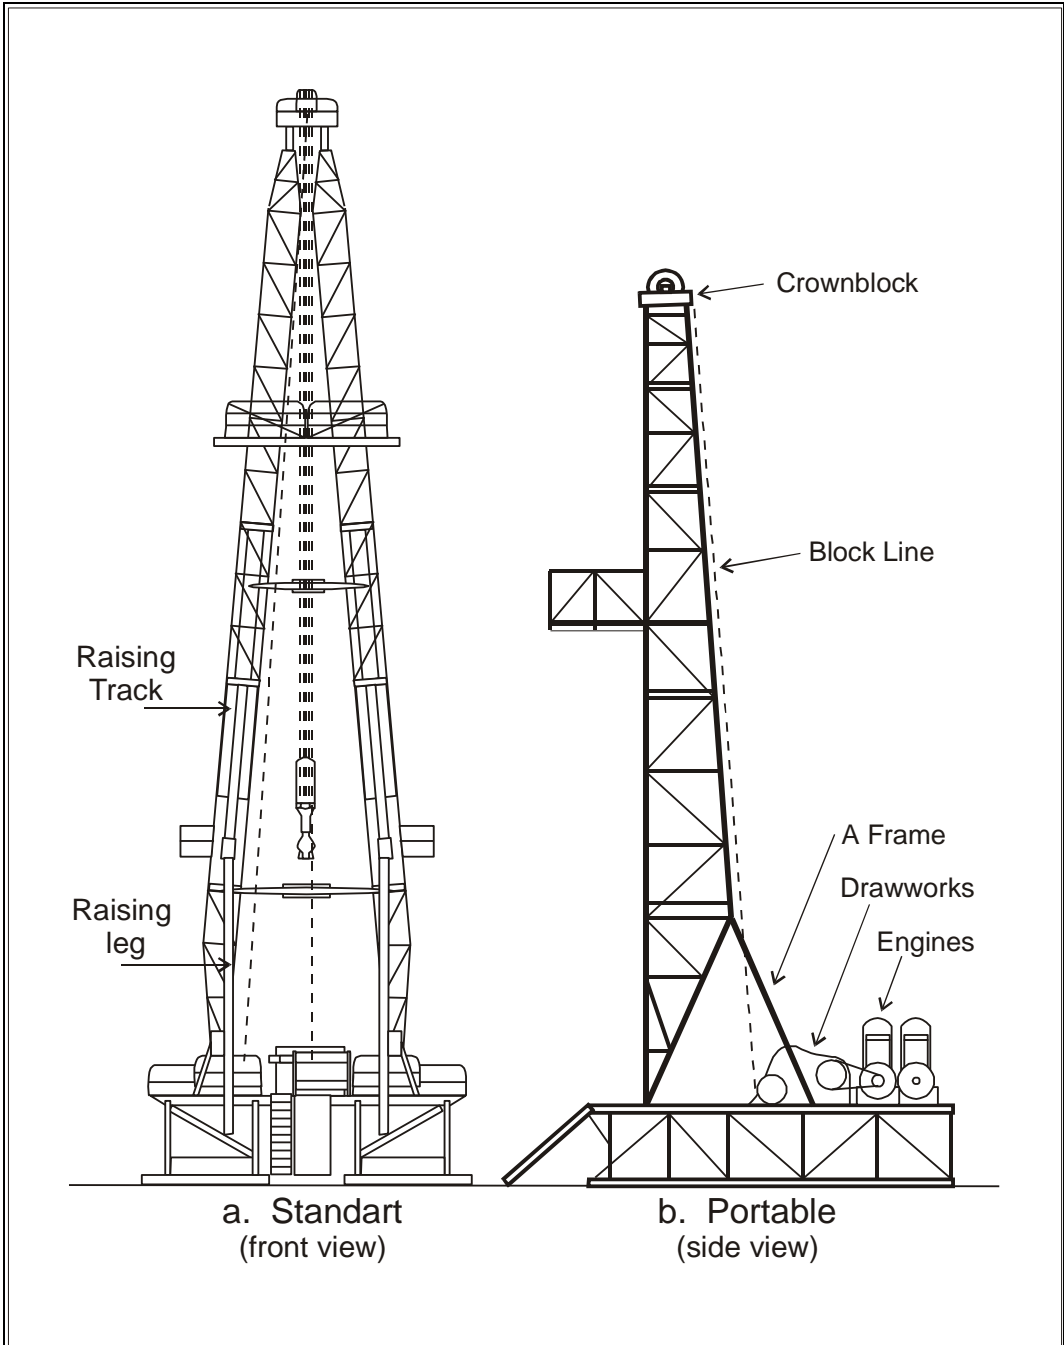 Crownblock
Block Line
Raising
Track
A Frame
Drawworks
Raising
leg
Engines
a. Standart
(front view)
b. Portable
(side view)